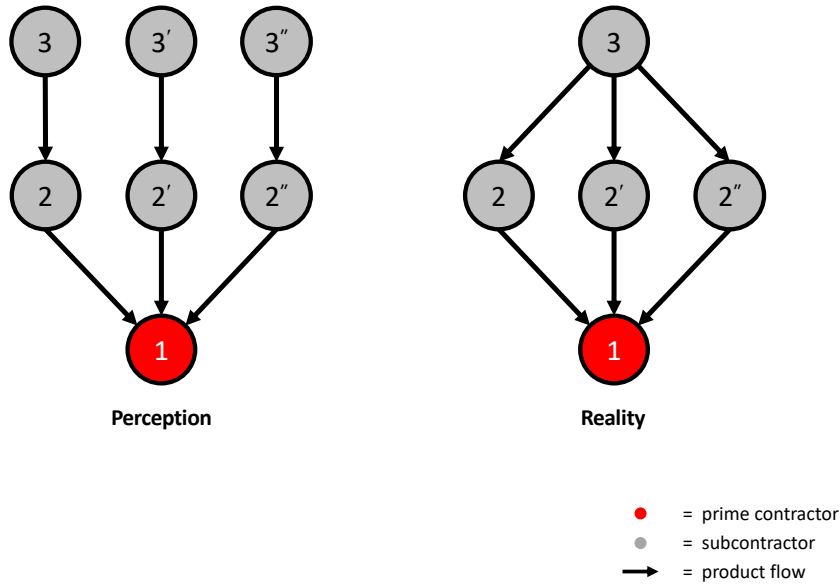 3 3′ 3″ 3
2 2′ 2″ 2 2′ 2″
1 1
Perception Reality
= prime contractor
= subcontractor
= product flow